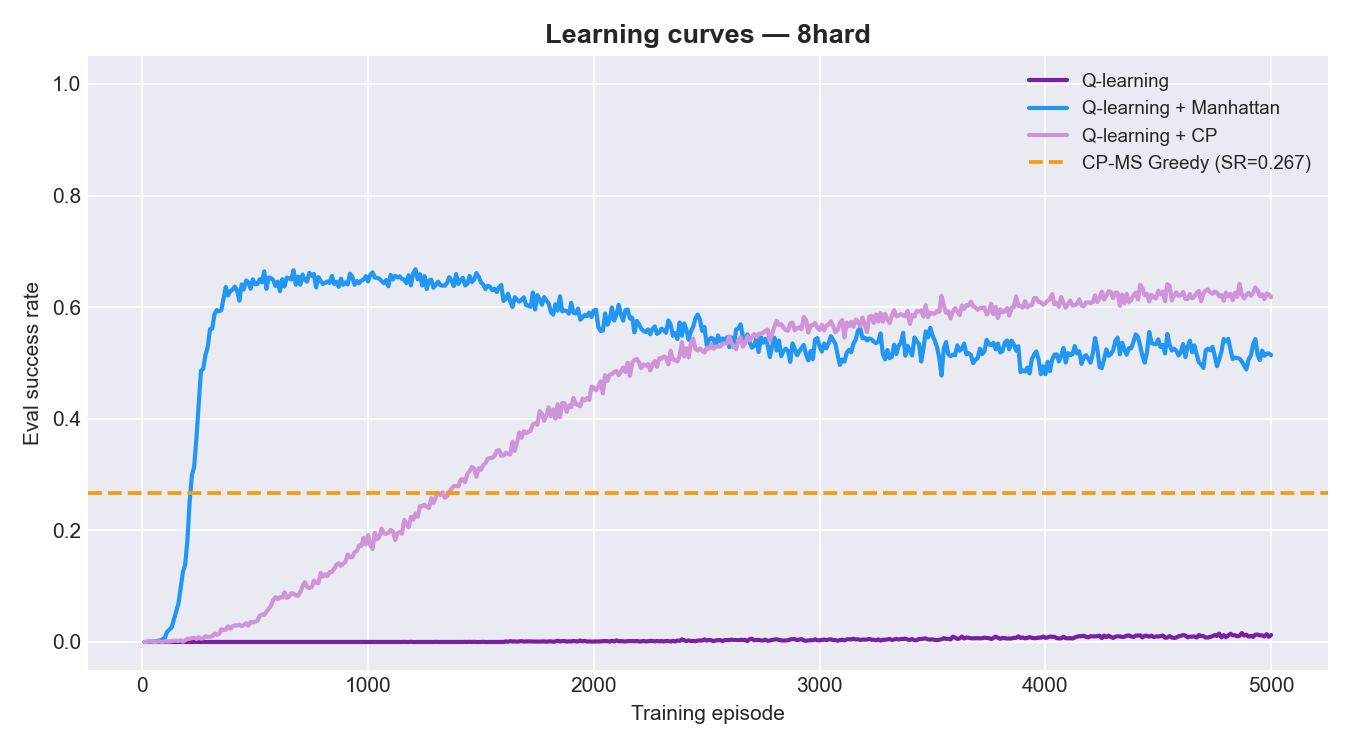 Learning curves — 8hard
1.0
0.8
0.6
0.4
0.2
0.0
Eval success rate
Q-learning
Q-learning + Manhattan
Q-learning + CP
CP-MS Greedy (SR=0.267)
0 1000 2000 3000 4000 5000
Training episode